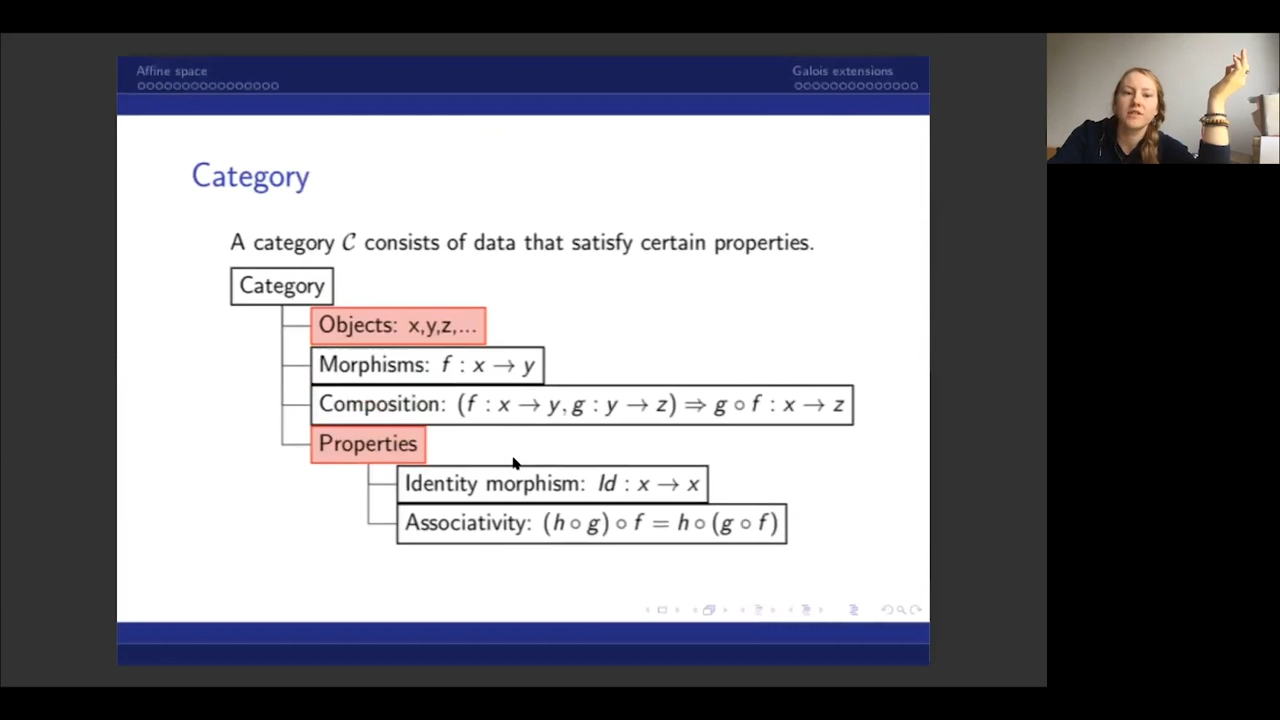 Affine space
Galois extensions
Category
A category 𝒞 consists of data that satisfy certain properties.
Category
Objects: x,y,z,...
Morphisms: f : x → y
Composition: (f : x → y, g : y → z) ⇒ g ∘ f : x → z
Properties
Identity morphism: Id : x → x
Associativity: (h ∘ g) ∘ f = h ∘ (g ∘ f)